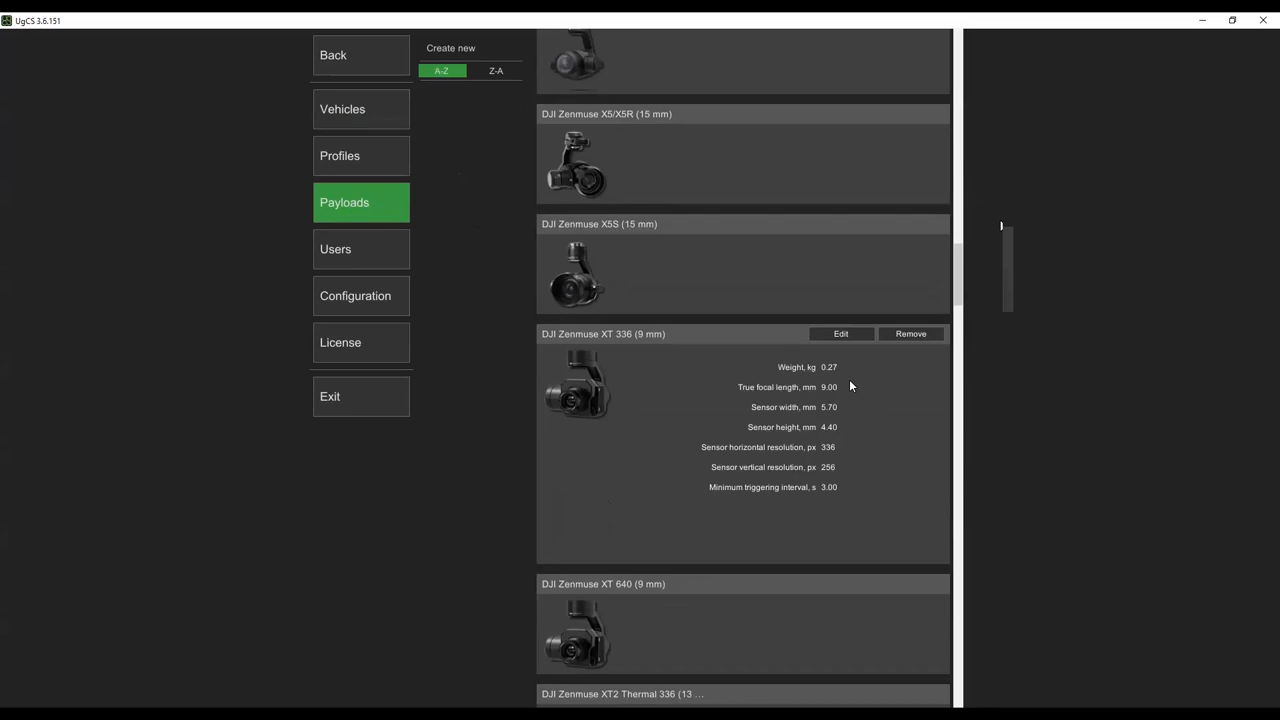 UgCS 3.6.151
Back
Vehicles
Profiles
Payloads
Users
Configuration
License
Exit
Create new
A-Z Z-A
DJI Zenmuse X5/X5R (15 mm)
DJI Zenmuse X5S (15 mm)
DJI Zenmuse XT 336 (9 mm) Edit Remove
Weight, kg 0.27
True focal length, mm 9.00
Sensor width, mm 5.70
Sensor height, mm 4.40
Sensor horizontal resolution, px 336
Sensor vertical resolution, px 256
Minimum triggering interval, s 3.00
DJI Zenmuse XT 640 (9 mm)
DJI Zenmuse XT2 Thermal 336 (13 ...